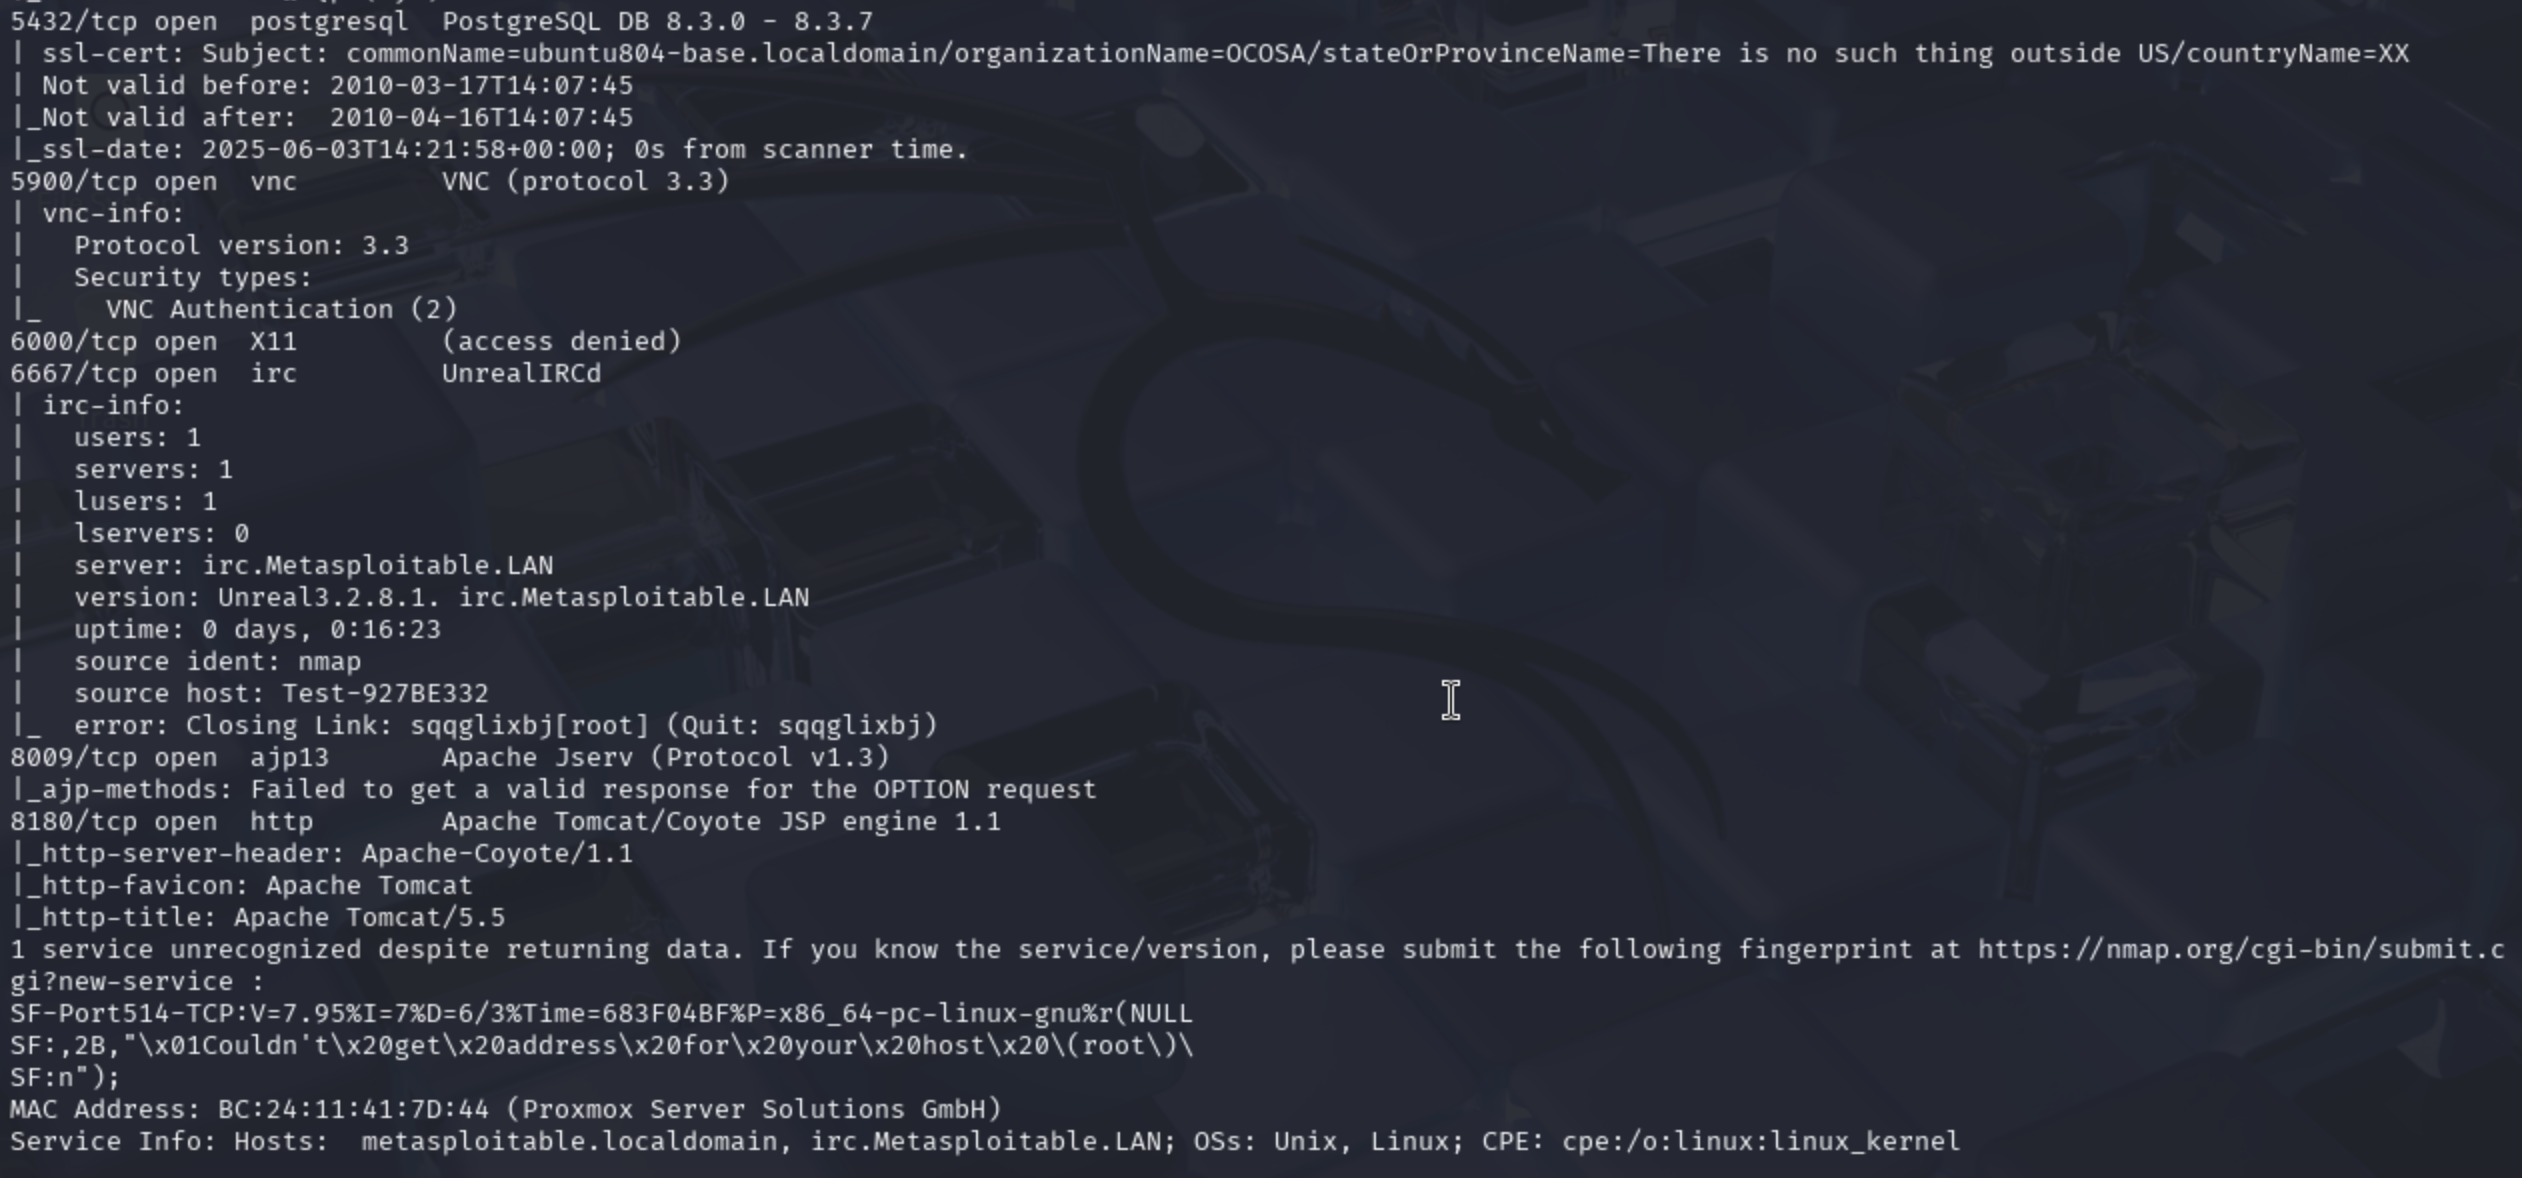 5432/tcp open  postgresql  PostgreSQL DB 8.3.0 - 8.3.7
| ssl-cert: Subject: commonName=ubuntu804-base.localdomain/organizationName=OCOSA/stateOrProvinceName=There is no such thing outside US/countryName=XX
| Not valid before: 2010-03-17T14:07:45
|_Not valid after:  2010-04-16T14:07:45
|_ssl-date: 2025-06-03T14:21:58+00:00; 0s from scanner time.
5900/tcp open  vnc         VNC (protocol 3.3)
| vnc-info:
|   Protocol version: 3.3
|   Security types:
|_    VNC Authentication (2)
6000/tcp open  X11         (access denied)
6667/tcp open  irc         UnrealIRCd
| irc-info:
|   users: 1
|   servers: 1
|   lusers: 1
|   lservers: 0
|   server: irc.Metasploitable.LAN
|   version: Unreal3.2.8.1. irc.Metasploitable.LAN
|   uptime: 0 days, 0:16:23
|   source ident: nmap
|   source host: Test-927BE332
|_  error: Closing Link: sqqglixbj[root] (Quit: sqqglixbj)
8009/tcp open  ajp13       Apache Jserv (Protocol v1.3)
|_ajp-methods: Failed to get a valid response for the OPTION request
8180/tcp open  http        Apache Tomcat/Coyote JSP engine 1.1
|_http-server-header: Apache-Coyote/1.1
|_http-favicon: Apache Tomcat
|_http-title: Apache Tomcat/5.5
1 service unrecognized despite returning data. If you know the service/version, please submit the following fingerprint at https://nmap.org/cgi-bin/submit.c
gi?new-service :
SF-Port514-TCP:V=7.95%I=7%D=6/3%Time=683F04BF%P=x86_64-pc-linux-gnu%r(NULL
SF:,2B,"\x01Couldn't\x20get\x20address\x20for\x20your\x20host\x20\(root\)\
SF:n");
MAC Address: BC:24:11:41:7D:44 (Proxmox Server Solutions GmbH)
Service Info: Hosts:  metasploitable.localdomain, irc.Metasploitable.LAN; OSs: Unix, Linux; CPE: cpe:/o:linux:linux_kernel